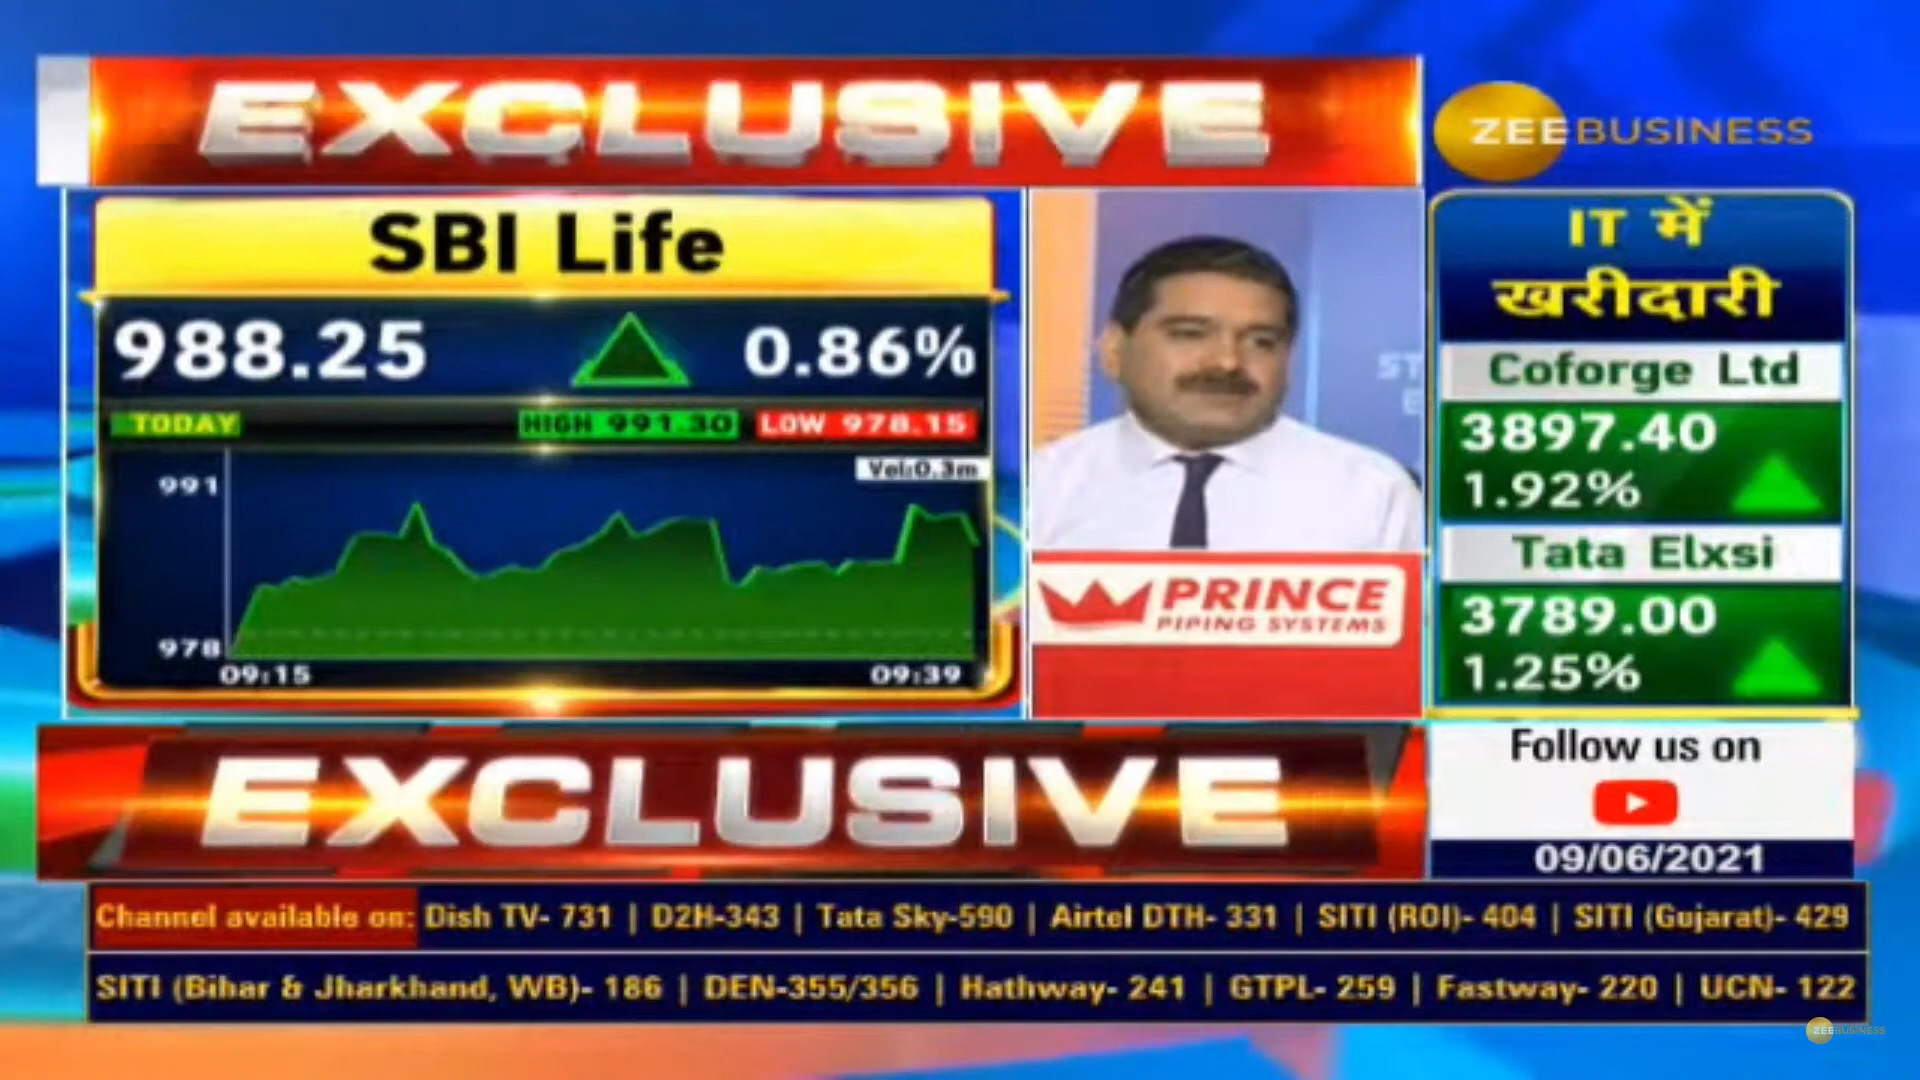 EXCLUSIVE
ZEEBUSINESS
SBI Life
988.25 0.86%
TODAY HIGH 991.30 LOW 978.15
Vol:0.3m
991
978
09:15 09:39
ST
PRINCE
PIPING SYSTEMS
IT में
खरीदारी
Coforge Ltd
3897.40
1.92%
Tata Elxsi
3789.00
1.25%
EXCLUSIVE
Follow us on
09/06/2021
Channel available on: Dish TV- 731 | D2H-343 | Tata Sky-590 | Airtel DTH- 331 | SITI (ROI)- 404 | SITI (Gujarat)- 429
SITI (Bihar & Jharkhand, WB)- 186 | DEN-355/356 | Hathway- 241 | GTPL- 259 | Fastway- 220 | UCN- 122
ZEEBUSINESS